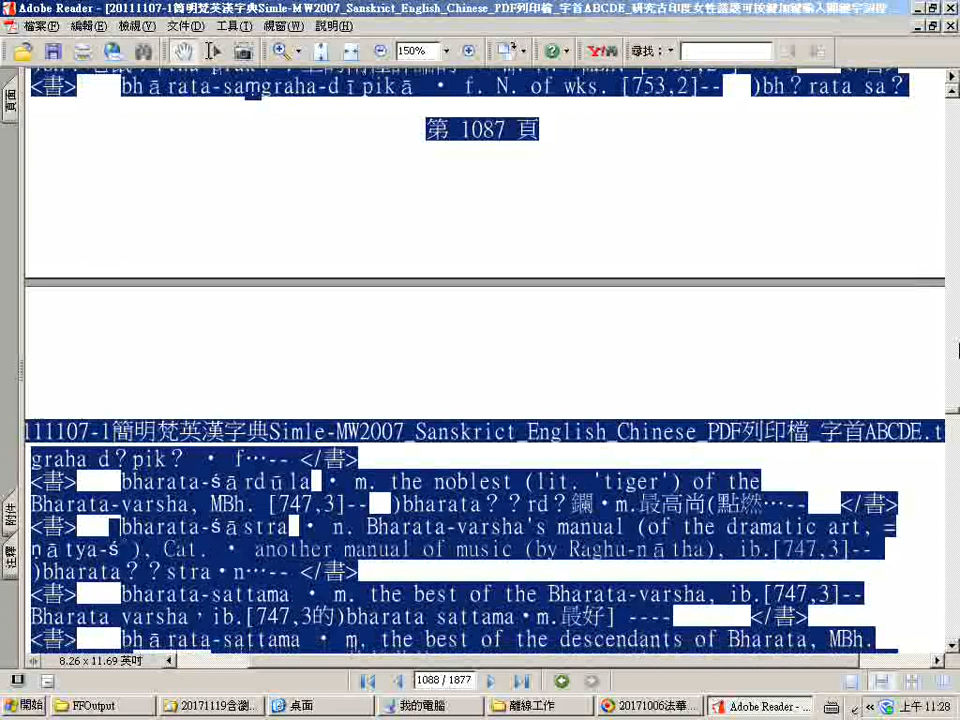 Adobe Reader - [20111107-1簡明梵英漢字典Simle-MW2007_Sanskrict_English_Chinese_PDF列印檔_字首ABCDE_研究古印度女性
檔案(F) 編輯(E) 檢視(V) 文件(D) 工具(T) 視窗(W) 說明(H)
150% 尋找:
<書> bhārata-saṃgraha-dīpikā • f. N. of wks. [753,2]-- )bh?rata sa?
第 1087 頁
111107-1簡明梵英漢字典Simle-MW2007_Sanskrict_English_Chinese_PDF列印檔_字首ABCDE.t
graha d?pik? • f…-- </書>
<書> bharata-śārdūla • m. the noblest (lit. 'tiger') of the
Bharata-varsha, MBh. [747,3]-- )bharata??rd?鑭•m.最高尚(點燃…-- </書>
<書> bharata-śāstra • n. Bharata-varsha's manual (of the dramatic art, =
nāṭya-ś ), Cat. • another manual of music (by Raghu-nātha), ib.[747,3]--
)bharata??stra•n…-- </書>
<書> bharata-sattama • m. the best of the Bharata-varsha, ib.[747,3]--
Bharata varsha，ib.[747,3的)bharata sattama•m.最好] ---- </書>
<書> bhārata-sattama • m. the best of the descendants of Bharata, MBh.
頁面
附件
注釋
8.26 x 11.69 英吋
1088 / 1877
開始 FFOutput 20171119含瀏... 桌面 我的電腦 離線工作 20171006法華... Adobe Reader - ... 上午 11:28